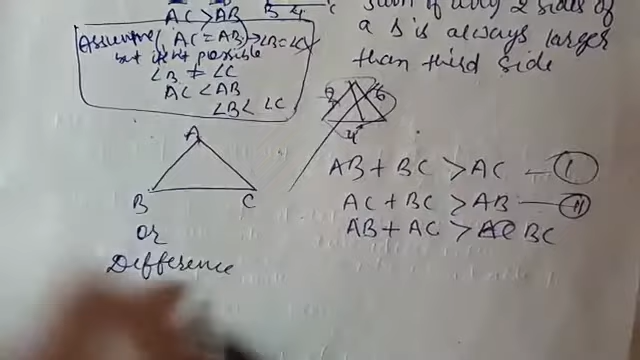 AC > AB
sum of any 2 sides of
a Δ is always larger
than third side
Assume AC = AB → ∠B = ∠C
but it is not possible
∠B ≠ ∠C
AC < AB
∠B < ∠C
A
B
C
AB + BC > AC — I
AC + BC > AB — II
AB + AC > BC
or
Difference